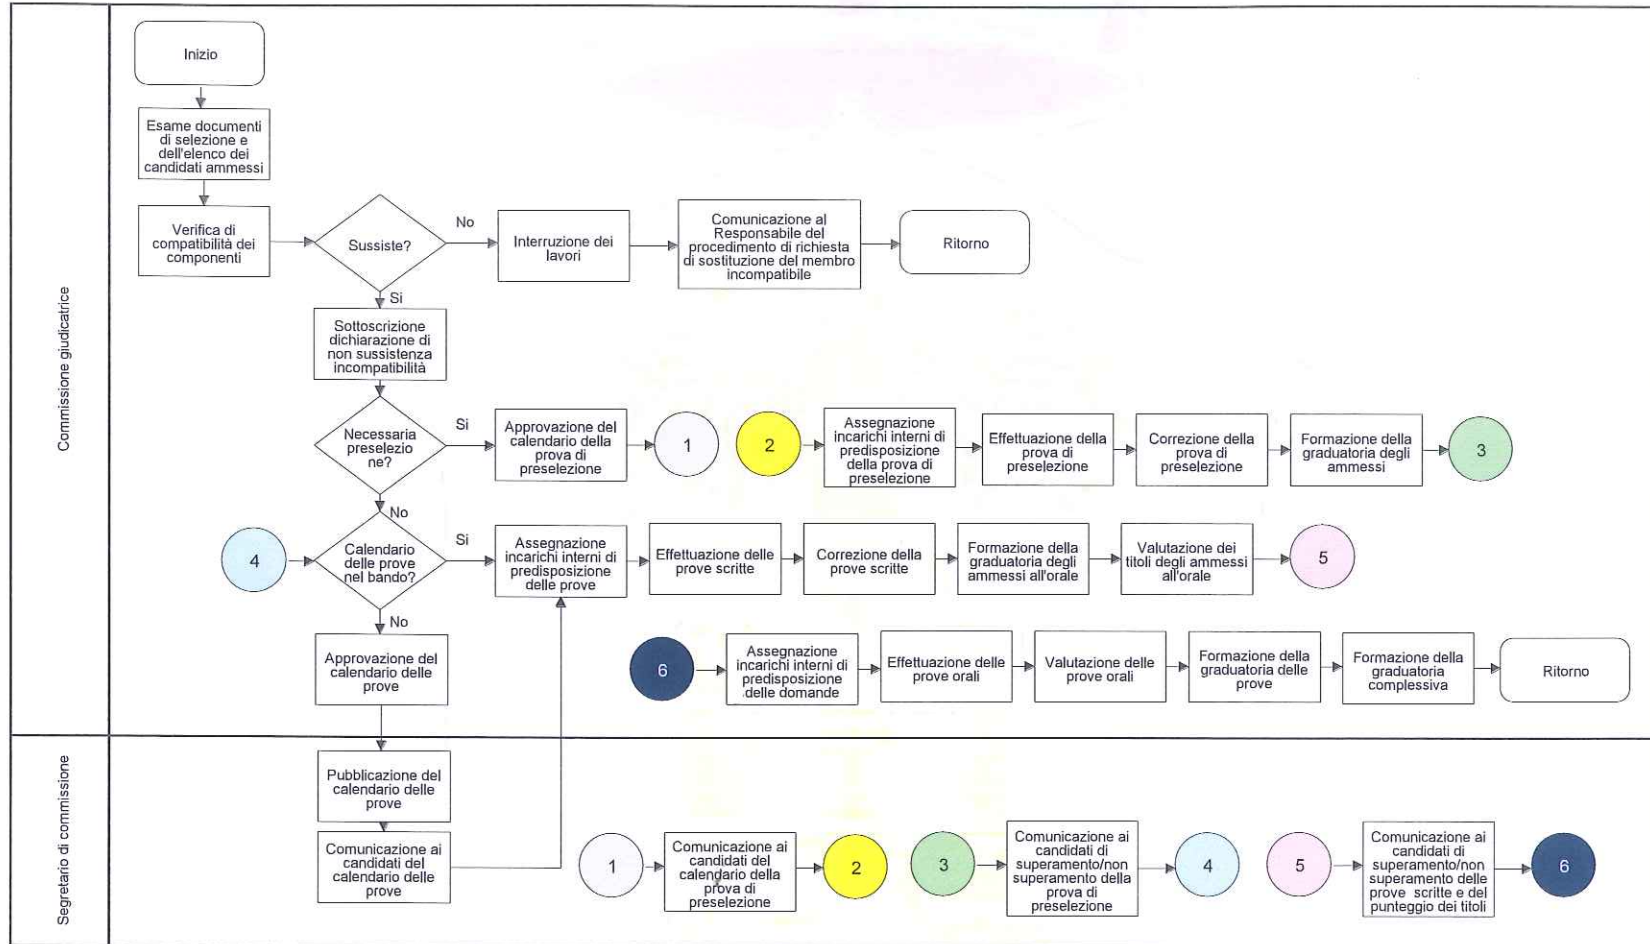 Commissione giudicatrice
Inizio
Esame documenti
di selezione e
dell'elenco dei
candidati ammessi
Verifica di
compatibilità dei
componenti
Sussiste?
No
Interruzione dei
lavori
Comunicazione al
Responsabile del
procedimento di richiesta
di sostituzione del membro
incompatibile
Ritorno
Si
Sottoscrizione
dichiarazione di
non sussistenza
incompatibilità
Necessaria
preselezio
ne?
Si
Approvazione del
calendario della
prova di
preselezione
1
2
Assegnazione
incarichi interni di
predisposizione
della prova di
preselezione
Effettuazione della
prova di
preselezione
Correzione della
prova di
preselezione
Formazione della
graduatoria degli
ammessi
3
No
4
Calendario
delle prove
nel bando?
Si
Assegnazione
incarichi interni di
predisposizione
delle prove
Effettuazione delle
prove scritte
Correzione della
prove scritte
Formazione della
graduatoria degli
ammessi all'orale
Valutazione dei
titoli degli ammessi
all'orale
5
No
Approvazione del
calendario delle
prove
6
Assegnazione
incarichi interni di
predisposizione
delle domande
Effettuazione delle
prove orali
Valutazione delle
prove orali
Formazione della
graduatoria delle
prove
Formazione della
graduatoria
complessiva
Ritorno
Segretario di commissione
Pubblicazione del
calendario delle
prove
Comunicazione ai
candidati del
calendario delle
prove
1
Comunicazione ai
candidati del
calendario della
prova di
preselezione
2
3
Comunicazione ai
candidati di
superamento/non
superamento della
prova di
preselezione
4
5
Comunicazione ai
candidati di
superamento/non
superamento delle
prove scritte e del
punteggio dei titoli
6